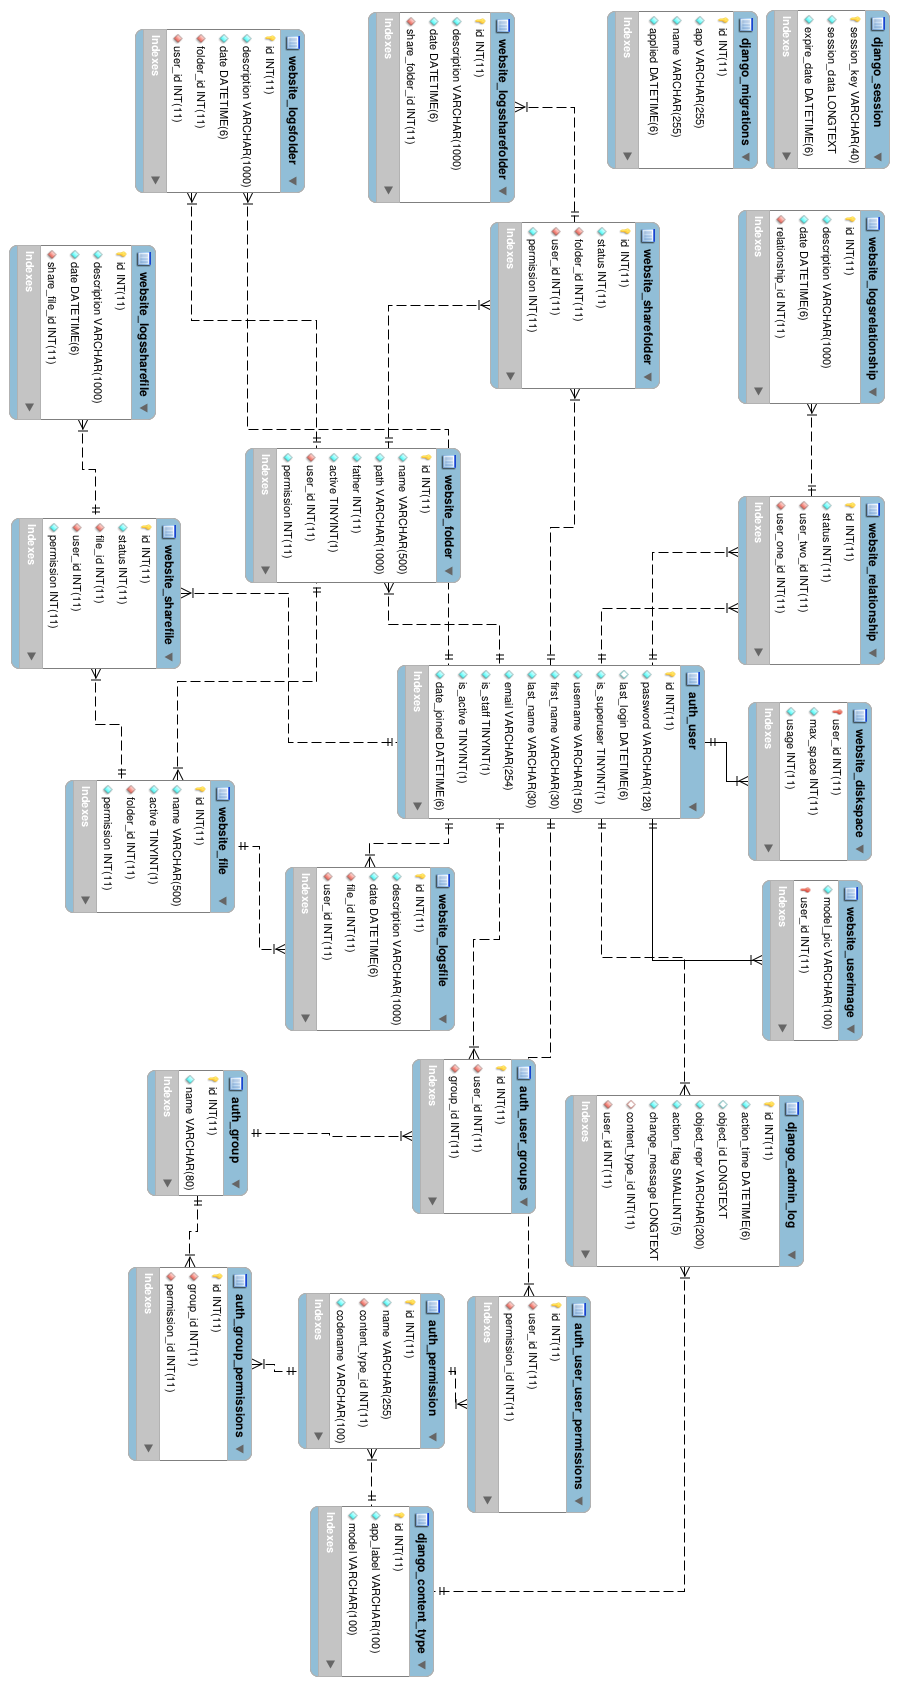 django_session
session_key VARCHAR(40)
session_data LONGTEXT
expire_date DATETIME(6)
Indexes
django_migrations
id INT(11)
app VARCHAR(255)
name VARCHAR(255)
applied DATETIME(6)
Indexes
website_logssharefolder
id INT(11)
description VARCHAR(1000)
date DATETIME(6)
share_folder_id INT(11)
Indexes
website_logsfolder
id INT(11)
description VARCHAR(1000)
date DATETIME(6)
folder_id INT(11)
user_id INT(11)
Indexes
website_logsrelationship
id INT(11)
description VARCHAR(1000)
date DATETIME(6)
relationship_id INT(11)
Indexes
website_sharefolder
id INT(11)
status INT(11)
folder_id INT(11)
user_id INT(11)
permission INT(11)
Indexes
website_logssharefile
id INT(11)
description VARCHAR(1000)
date DATETIME(6)
share_file_id INT(11)
Indexes
website_relationship
id INT(11)
status INT(11)
user_two_id INT(11)
user_one_id INT(11)
Indexes
website_folder
id INT(11)
name VARCHAR(500)
path VARCHAR(1000)
father INT(11)
active TINYINT(1)
user_id INT(11)
permission INT(11)
Indexes
website_sharefile
id INT(11)
status INT(11)
file_id INT(11)
user_id INT(11)
permission INT(11)
Indexes
website_diskspace
user_id INT(11)
max_space INT(11)
usage INT(11)
Indexes
auth_user
id INT(11)
password VARCHAR(128)
last_login DATETIME(6)
is_superuser TINYINT(1)
username VARCHAR(150)
first_name VARCHAR(30)
last_name VARCHAR(30)
email VARCHAR(254)
is_staff TINYINT(1)
is_active TINYINT(1)
date_joined DATETIME(6)
Indexes
website_file
id INT(11)
name VARCHAR(500)
active TINYINT(1)
folder_id INT(11)
permission INT(11)
Indexes
website_userimage
model_pic VARCHAR(100)
user_id INT(11)
Indexes
website_logsfile
id INT(11)
description VARCHAR(1000)
date DATETIME(6)
file_id INT(11)
user_id INT(11)
Indexes
django_admin_log
id INT(11)
action_time DATETIME(6)
object_id LONGTEXT
object_repr VARCHAR(200)
action_flag SMALLINT(5)
change_message LONGTEXT
content_type_id INT(11)
user_id INT(11)
Indexes
auth_user_groups
id INT(11)
user_id INT(11)
group_id INT(11)
Indexes
auth_group
id INT(11)
name VARCHAR(80)
Indexes
auth_user_user_permissions
id INT(11)
user_id INT(11)
permission_id INT(11)
Indexes
auth_permission
id INT(11)
name VARCHAR(255)
content_type_id INT(11)
codename VARCHAR(100)
Indexes
auth_group_permissions
id INT(11)
group_id INT(11)
permission_id INT(11)
Indexes
django_content_type
id INT(11)
app_label VARCHAR(100)
model VARCHAR(100)
Indexes